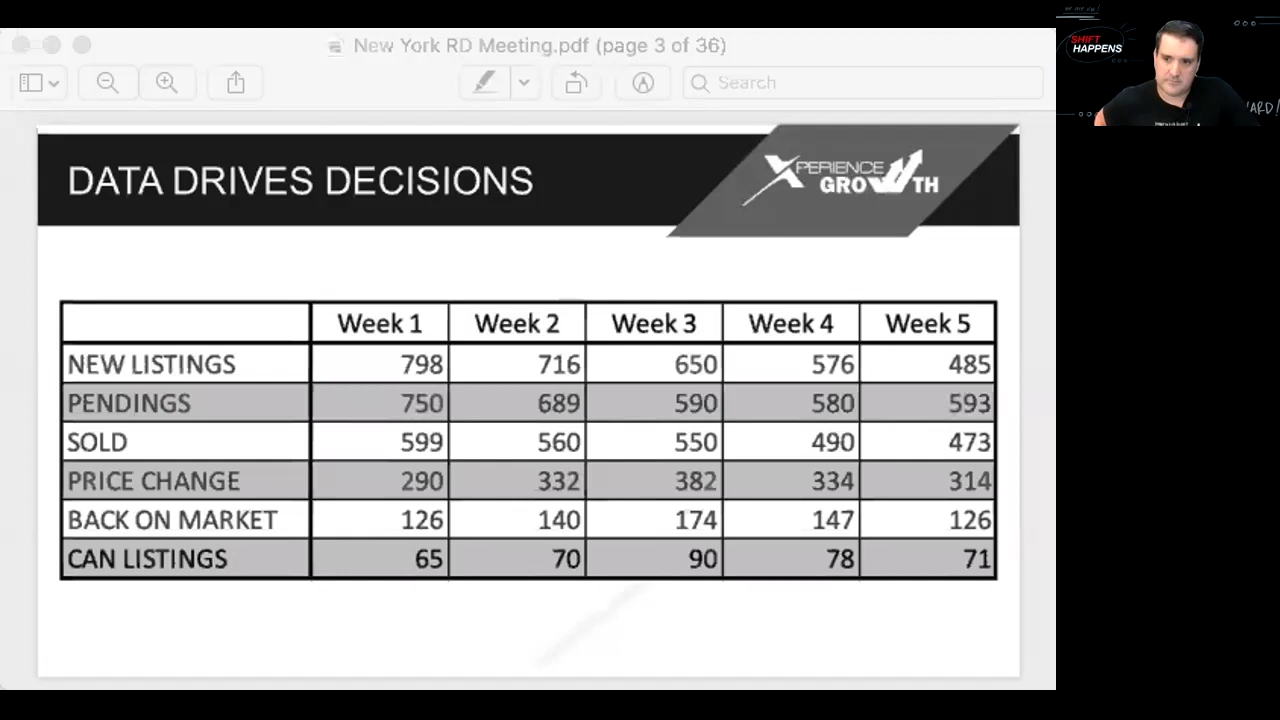 New York RD Meeting.pdf (page 3 of 36)
SHIFT
HAPPENS
Search
DATA DRIVES DECISIONS
XPERIENCE
GROWTH
Week 1 Week 2 Week 3 Week 4 Week 5
NEW LISTINGS 798 716 650 576 485
PENDINGS 750 689 590 580 593
SOLD 599 560 550 490 473
PRICE CHANGE 290 332 382 334 314
BACK ON MARKET 126 140 174 147 126
CAN LISTINGS 65 70 90 78 71